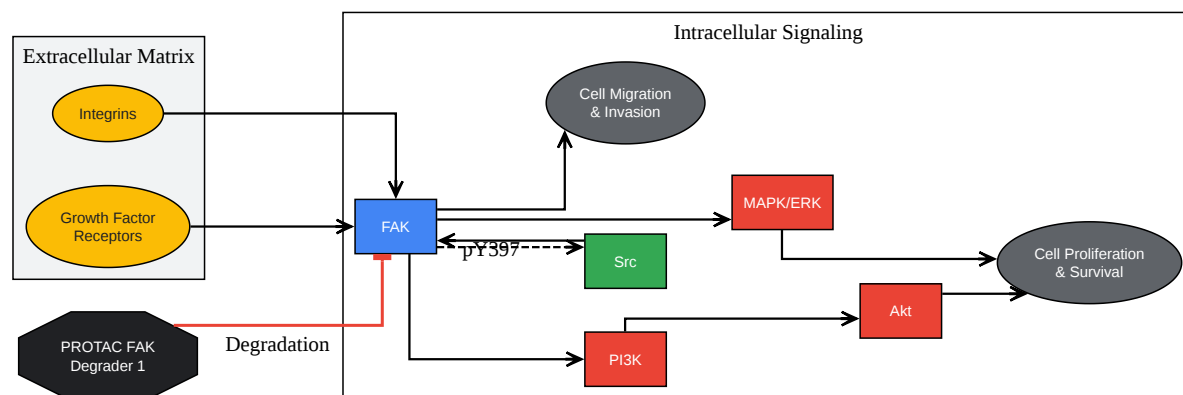 Extracellular Matrix
Intracellular Signaling
Integrins
Cell Migration
& Invasion
Growth Factor
Receptors
FAK
MAPK/ERK
pY397
Src
Cell Proliferation
& Survival
Akt
PROTAC FAK
Degrader 1
Degradation
PI3K